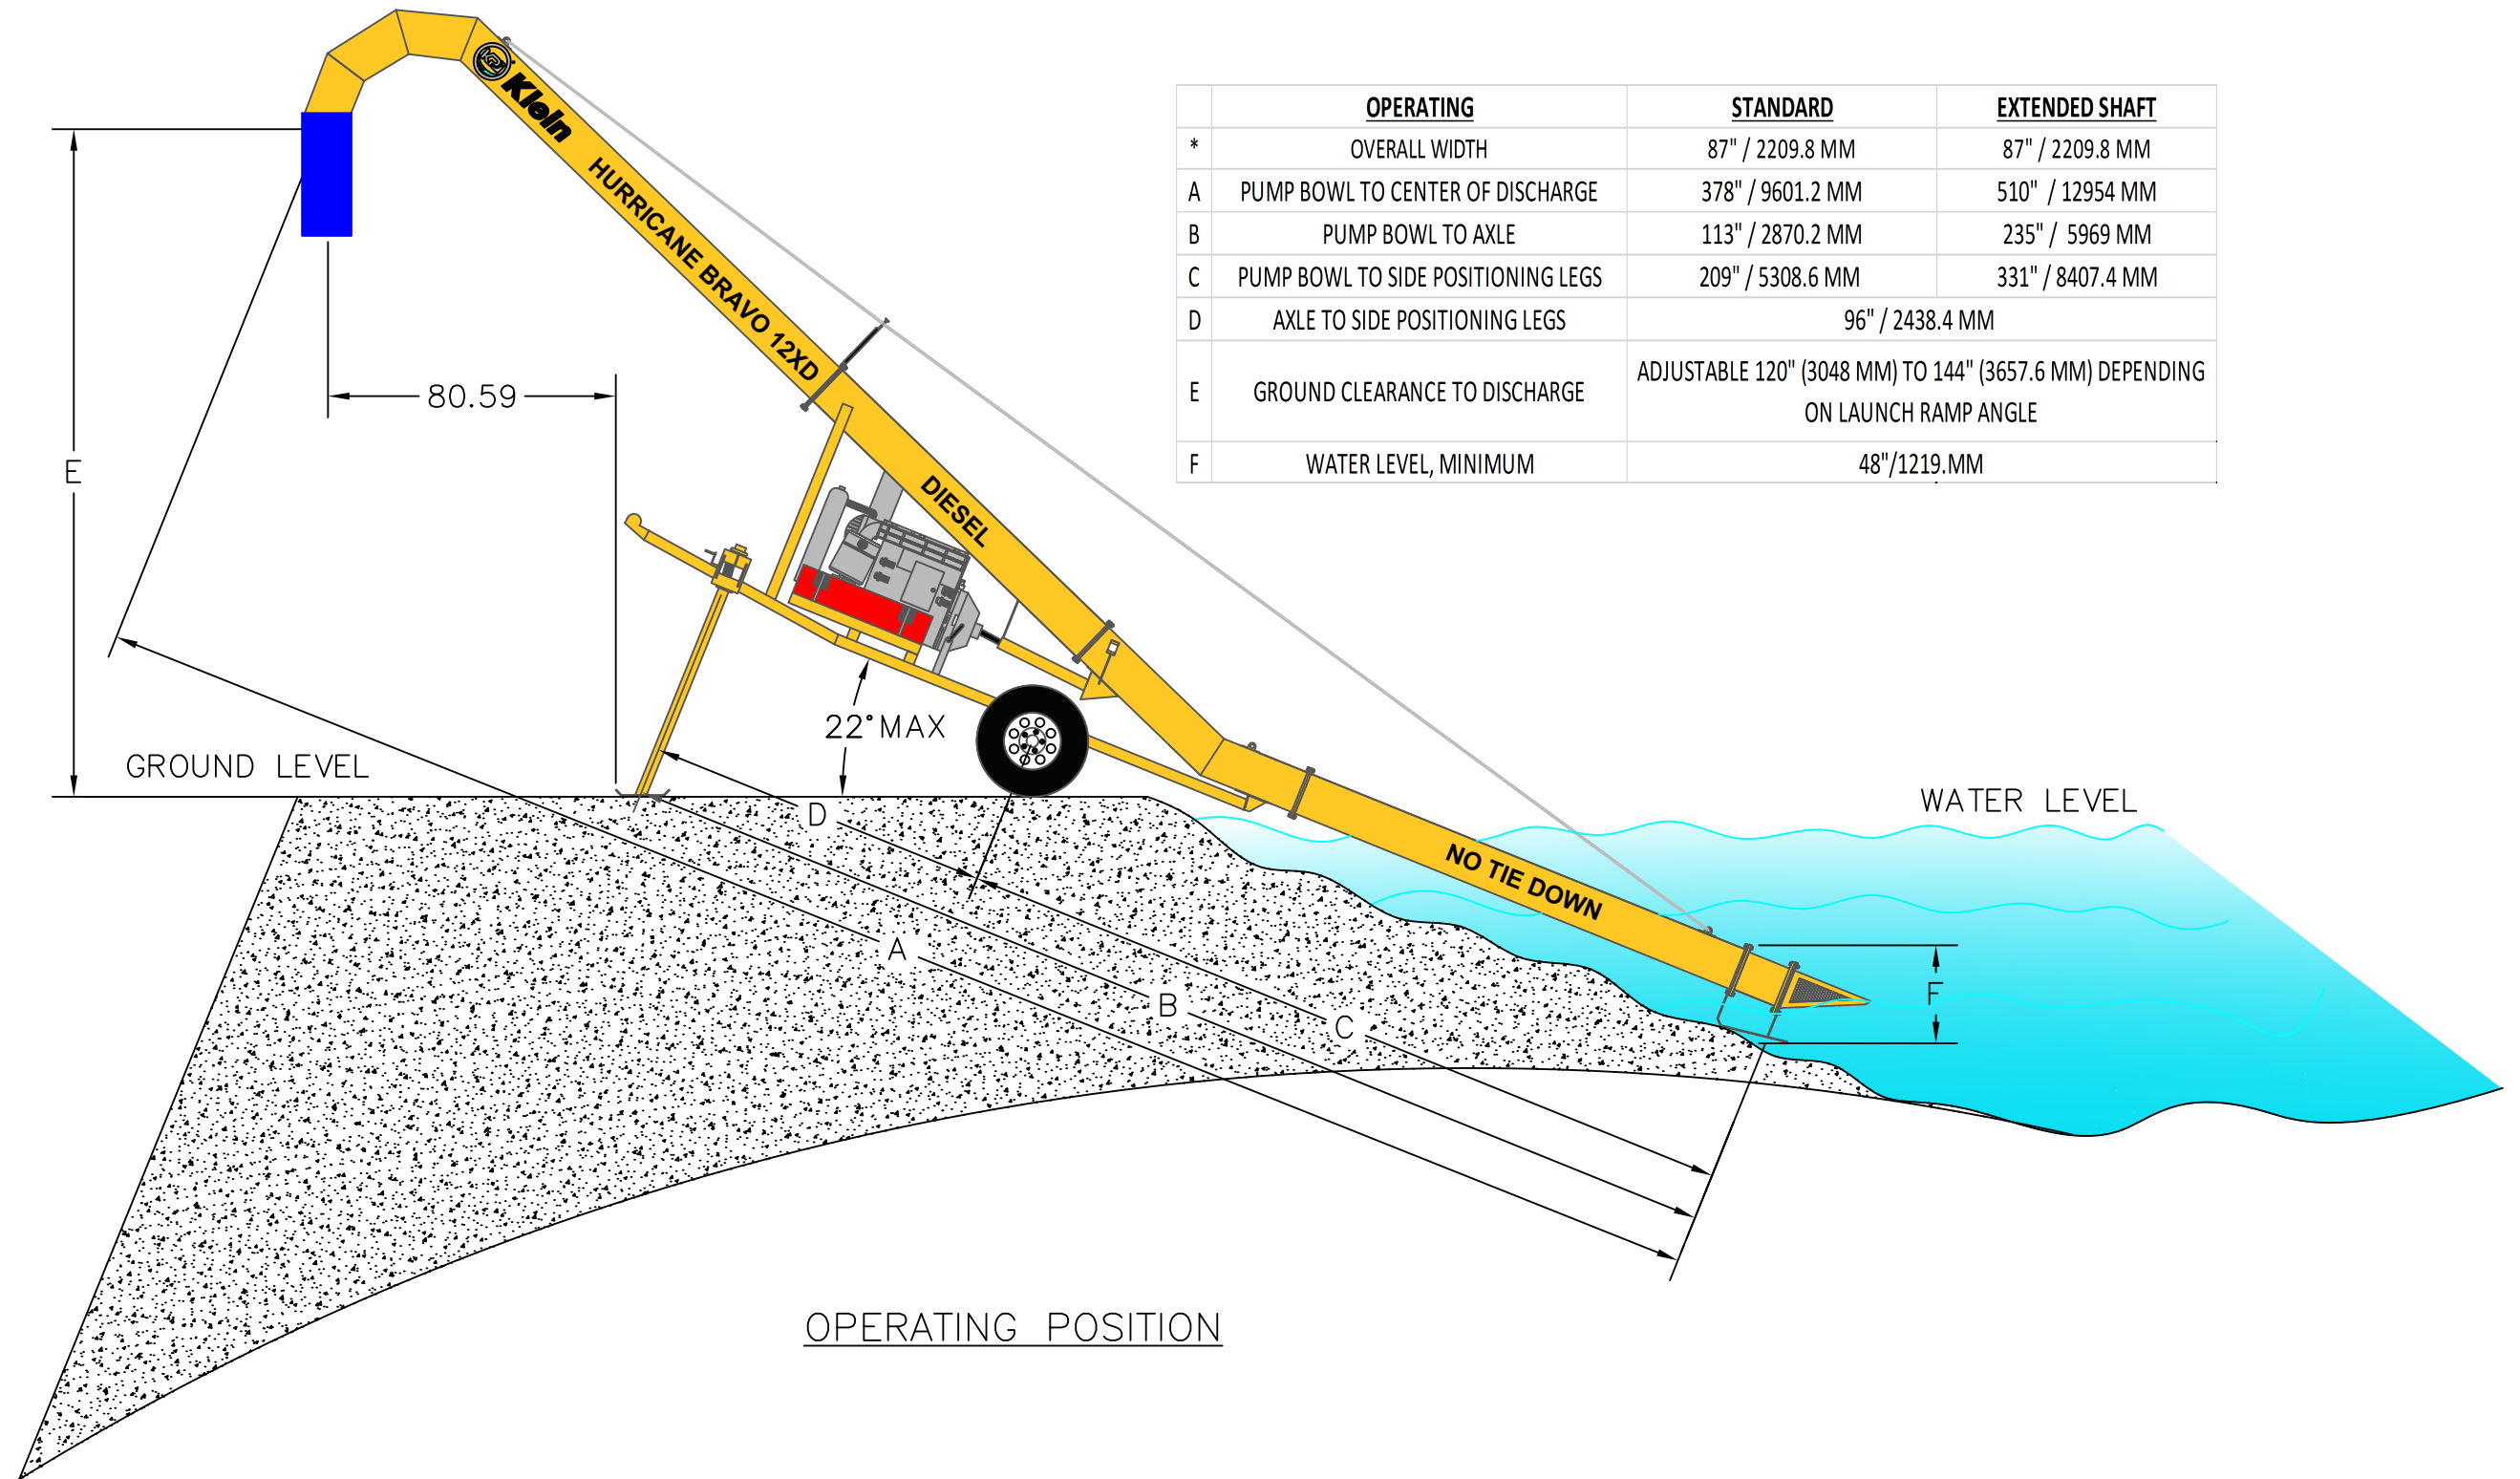 Klein
HURRICANE BRAVO 12XD
DIESEL
NO TIE DOWN
OPERATING STANDARD EXTENDED SHAFT
* OVERALL WIDTH 87" / 2209.8 MM 87" / 2209.8 MM
A PUMP BOWL TO CENTER OF DISCHARGE 378" / 9601.2 MM 510" / 12954 MM
B PUMP BOWL TO AXLE 113" / 2870.2 MM 235" / 5969 MM
C PUMP BOWL TO SIDE POSITIONING LEGS 209" / 5308.6 MM 331" / 8407.4 MM
D AXLE TO SIDE POSITIONING LEGS 96" / 2438.4 MM
E GROUND CLEARANCE TO DISCHARGE ADJUSTABLE 120" (3048 MM) TO 144" (3657.6 MM) DEPENDING
ON LAUNCH RAMP ANGLE
F WATER LEVEL, MINIMUM 48"/1219.MM
80.59
E
22°MAX
GROUND LEVEL
WATER LEVEL
D
A
B
C
F
OPERATING POSITION